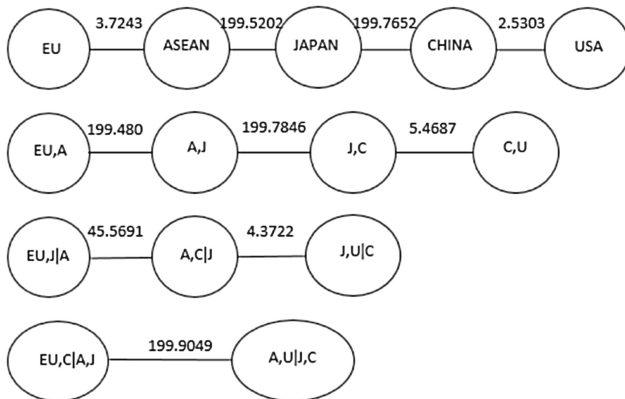 3.7243 199.5202 199.7652 2.5303
EU ASEAN JAPAN CHINA USA
199.480 199.7846 5.4687
EU,A A,J J,C C,U
45.5691 4.3722
EU,J|A A,C|J J,U|C
199.9049
EU,C|A,J A,U|J,C